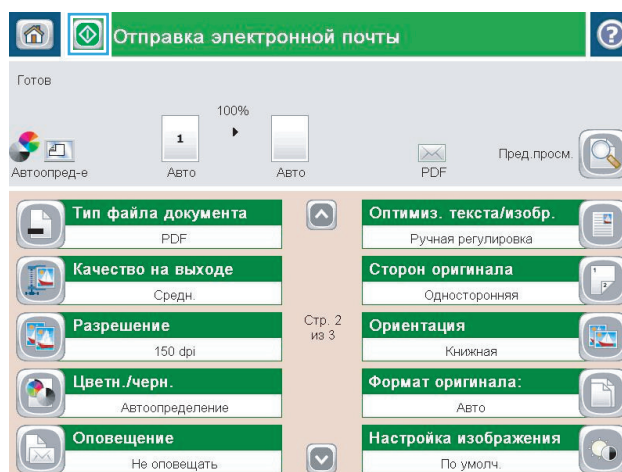 Отправка электронной почты
?
Готов
100%
1
Автоопред-е
Авто
Авто
PDF
Пред.просм.
Тип файла документа
PDF
Качество на выходе
Средн.
Разрешение
150 dpi
Цветн./черн.
Автоопределение
Оповещение
Не оповещать
Стр. 2
из 3
Оптимиз. текста/изобр.
Ручная регулировка
Сторон оригинала
Односторонняя
1
2
Ориентация
Книжная
Формат оригинала:
Авто
Настройка изображения
По умолч.